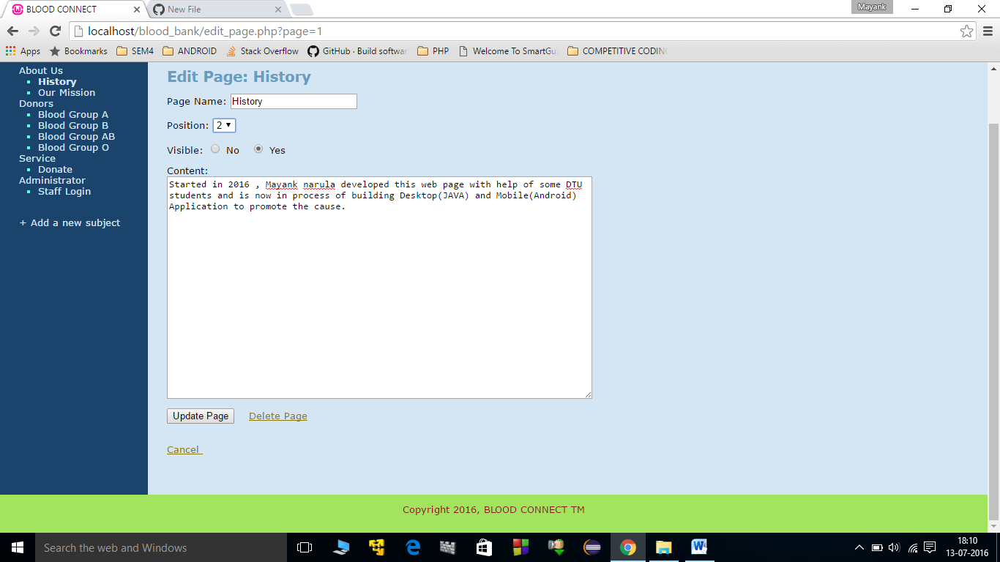 BLOOD CONNECT
New File
Mayank
localhost/blood_bank/edit_page.php?page=1
Apps
Bookmarks
SEM4
ANDROID
Stack Overflow
GitHub · Build softwar
PHP
Welcome To SmartGu
COMPETITIVE CODING
About Us
History
Our Mission
Donors
Blood Group A
Blood Group B
Blood Group AB
Blood Group O
Service
Donate
Administrator
Staff Login
+ Add a new subject
Edit Page: History
Page Name: History
Position: 2
Visible: No Yes
Content:
Started in 2016 , Mayank narula developed this web page with help of some DTU
students and is now in process of building Desktop(JAVA) and Mobile(Android)
Application to promote the cause.
Update Page Delete Page
Cancel
Copyright 2016, BLOOD CONNECT TM
Search the web and Windows
18:10
13-07-2016